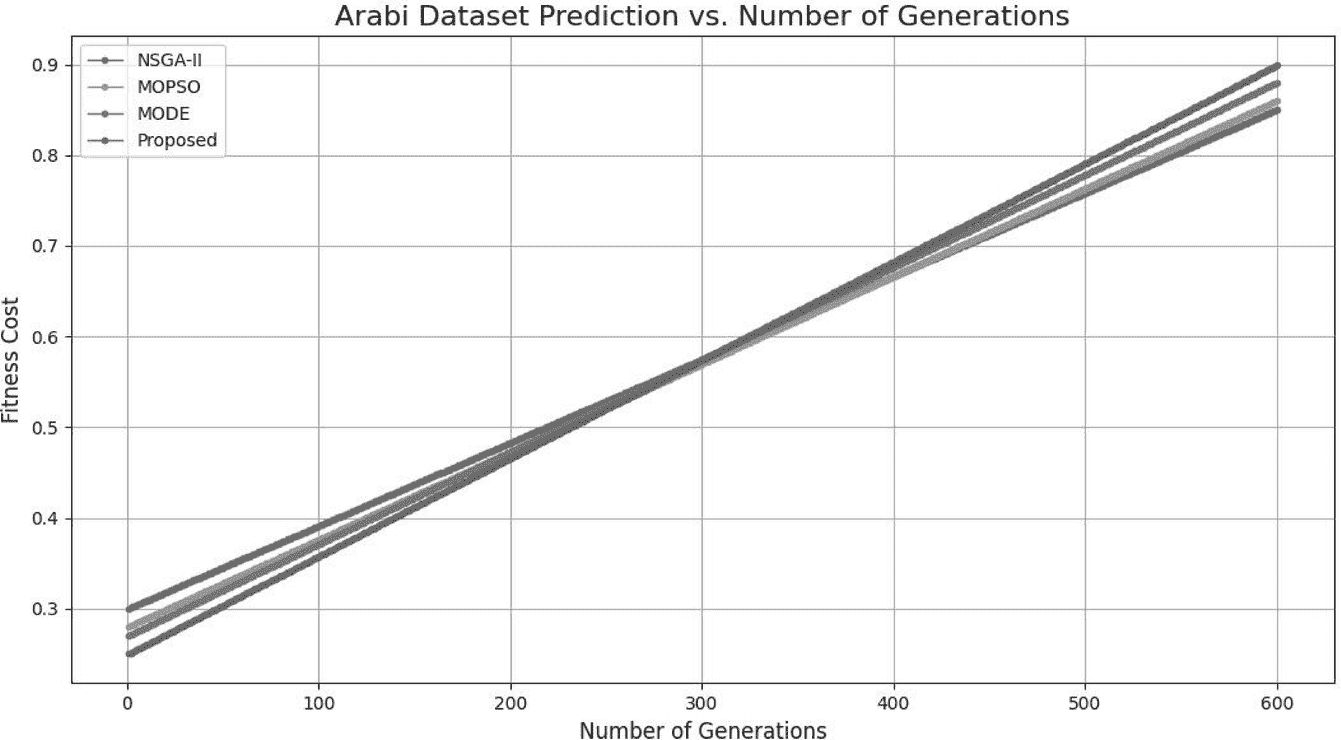 Arabi Dataset Prediction vs. Number of Generations
NSGA-II
MOPSO
MODE
Proposed
0.9
0.8
0.7
0.6
0.5
0.4
0.3
Fitness Cost
0 100 200 300 400 500 600
Number of Generations